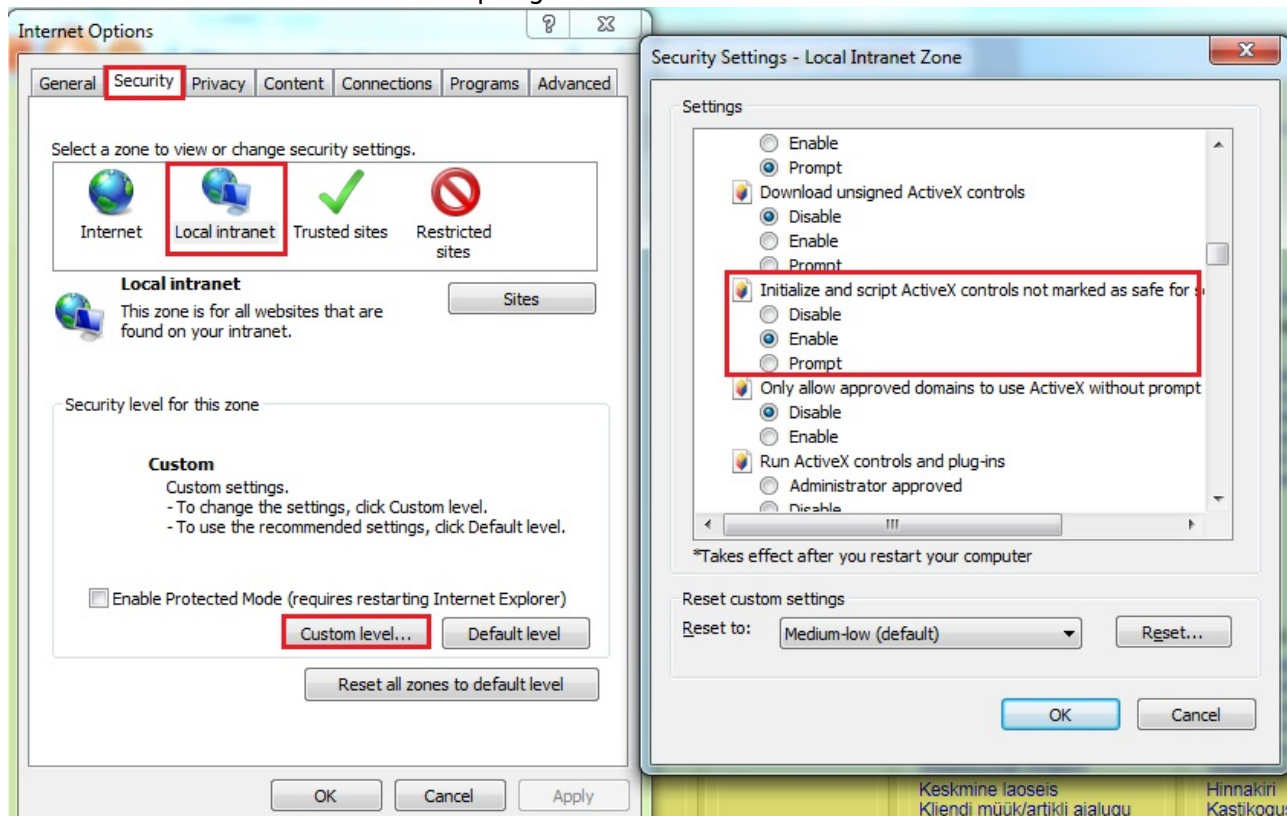 Internet Options
General Security Privacy Content Connections Programs Advanced
Select a zone to view or change security settings.
Internet Local intranet Trusted sites Restricted
sites
Local intranet
This zone is for all websites that are
found on your intranet.
Sites
Security level for this zone
Custom
Custom settings.
- To change the settings, click Custom level.
- To use the recommended settings, click Default level.
Enable Protected Mode (requires restarting Internet Explorer)
Custom level... Default level
Reset all zones to default level
OK Cancel Apply
Security Settings - Local Intranet Zone
Settings
Enable
Prompt
Download unsigned ActiveX controls
Disable
Enable
Prompt
Initialize and script ActiveX controls not marked as safe for s
Disable
Enable
Prompt
Only allow approved domains to use ActiveX without prompt
Disable
Enable
Run ActiveX controls and plug-ins
Administrator approved
Disable
*Takes effect after you restart your computer
Reset custom settings
Reset to: Medium-low (default) Reset...
OK Cancel
Keskmine laoseis Hinnakiri
Kliendi müük/artikli ajalugu Kastikogus